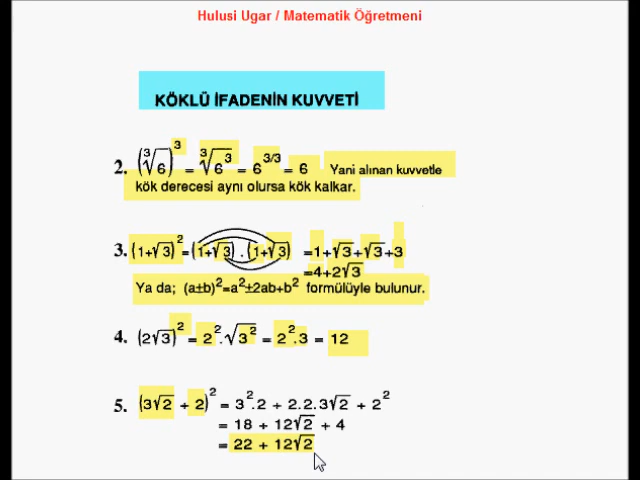 Hulusi Ugar / Matematik Öğretmeni
KÖKLÜ İFADENİN KUVVETİ
2. (∛6)³ = ∛6³ = 6^3/3 = 6 Yani alınan kuvvetle
kök derecesi aynı olursa kök kalkar.
3. (1+√3)² = (1+√3) . (1+√3) =1+√3+√3+3
=4+2√3
Ya da; (a±b)²=a²±2ab+b² formülüyle bulunur.
4. (2√3)² = 2².√3² = 2².3 = 12
5. (3√2 + 2)² = 3².2 + 2.2.3√2 + 2²
= 18 + 12√2 + 4
= 22 + 12√2